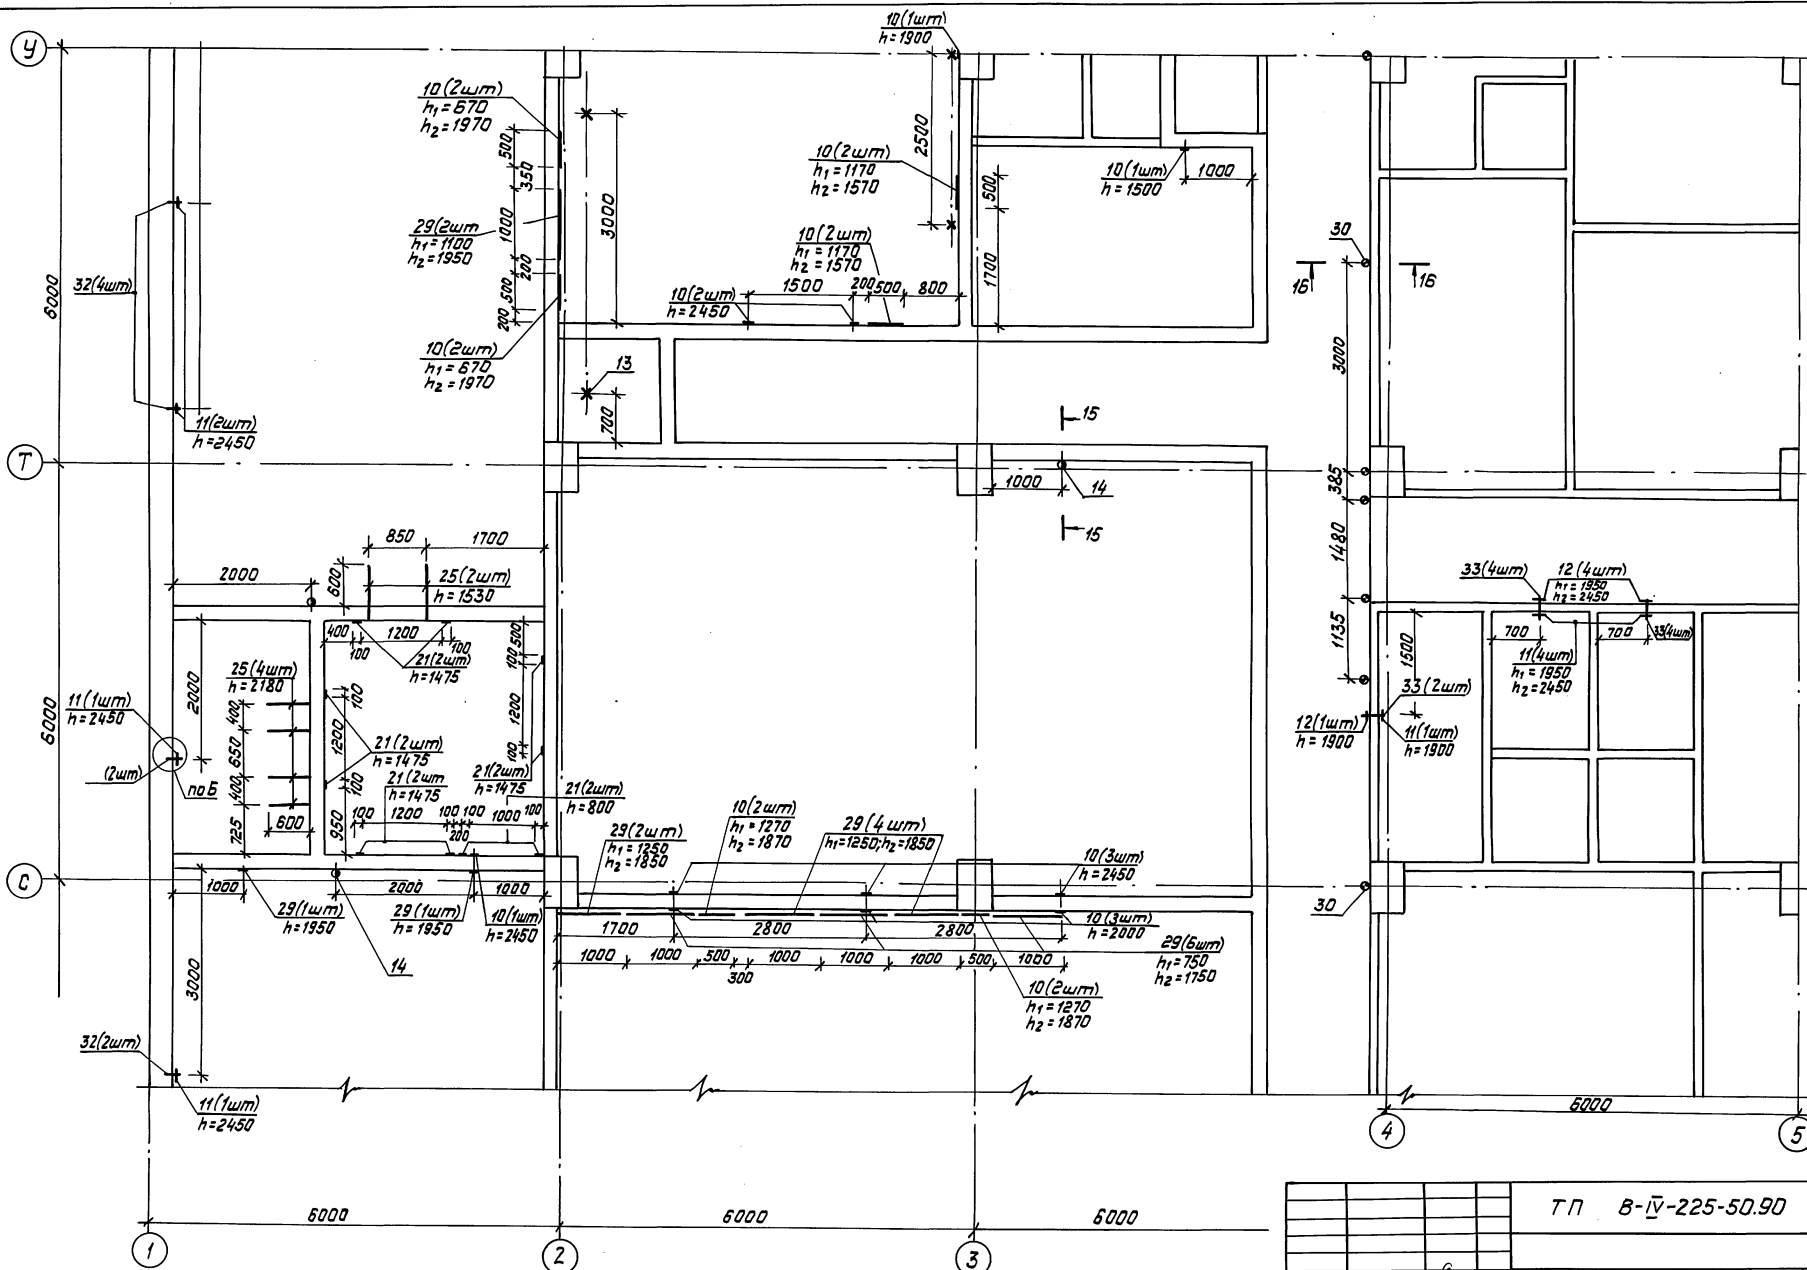 10(1шт)
h=1900
У
10(2шт)
h₁=670
h₂=1970
500
350
1000
200
500
200
3000
2500
10(2шт)
h₁=1170
h₂=1570
500
1700
10(1шт)
h=1500
1000
29(2шт
h₁=1100
h₂=1950
10(2шт)
h₁=1170
h₂=1570
1500
200
500
800
10(2шт)
h=2450
30
16
16
32(4шт)
6000
10(2шт)
h₁=670
h₂=1970
13
700
3000
11(2шт)
h=2450
15
Т
1000
14
385
15
850
1700
1480
2000
600
25(2шт)
h=1530
33(4шт)
12(4шт)
h₁=1950
h₂=2450
1135
1500
400
1200
100
100
500
100
21(2шт)
h=1475
700
700
33(4шт)
11(4шт)
h₁=1950
h₂=2450
25(4шт)
h=2180
2000
11(1шт)
h=2450
6000
400
650
400
725
100
1200
100
950
1200
100
33(2шт)
12(1шт)
h=1900
11(1шт)
h=1900
21(2шт)
h=1475
(2шт)
поБ
21(2шт
h=1475
21(2шт)
h=1475
21(2шт)
h=800
600
100
1200
100
100
200
1000
100
10(2шт)
h₁=1270
h₂=1870
29(2шт)
h₁=1250
h₂=1850
29(4шт)
h₁=1250; h₂=1850
10(3шт)
h=2450
С
1000
2000
1000
30
29(1шт)
h=1950
29(1шт)
h=1950
10(1шт)
h=2450
1700
2800
2800
10(3шт)
h=2000
14
1000
1000
500
300
1000
1000
1000
500
1000
29(6шт)
h₁=750
h₂=1750
3000
10(2шт)
h₁=1270
h₂=1870
32(2шт)
11(1шт)
h=2450
6000
4
5
6000
6000
6000
1
2
3
ТП В-IV-225-50.90